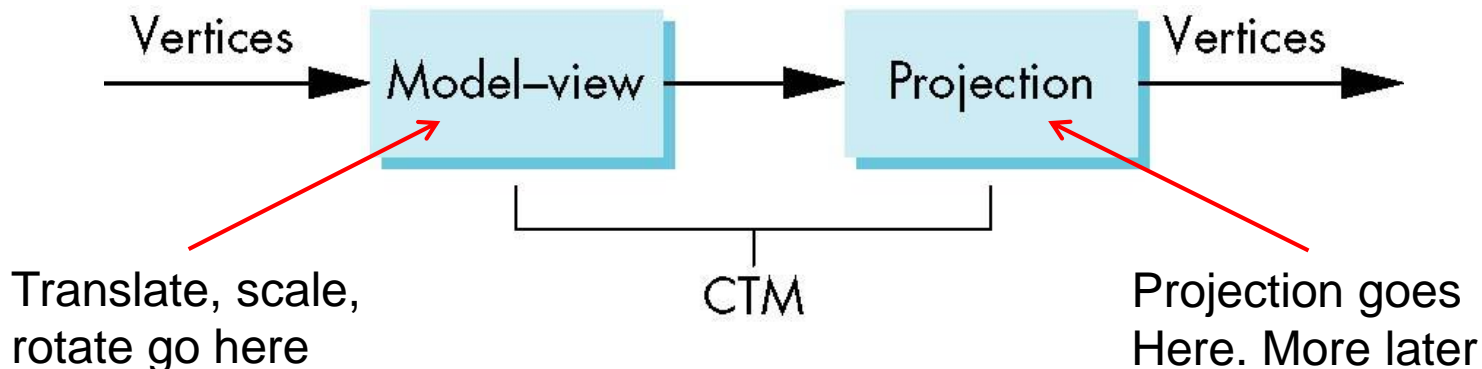 Vertices
Vertices
Model–view
Projection
CTM
Translate, scale,
rotate go here
Projection goes
Here. More later